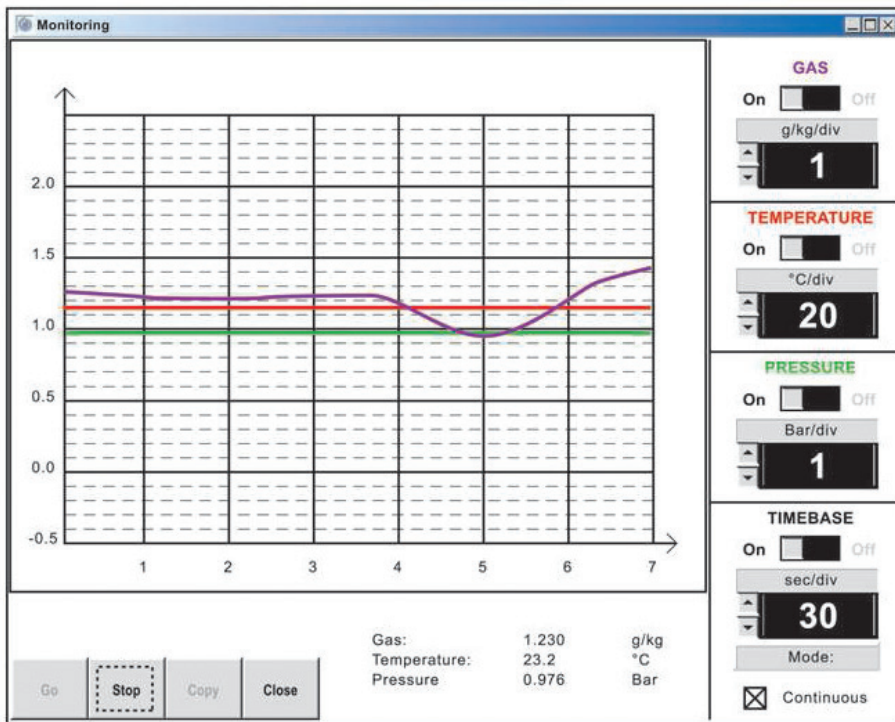 Monitoring
2.0
1.5
1.0
0.5
0.0
-0.5
1 2 3 4 5 6 7
GAS
On Off
g/kg/div
1
TEMPERATURE
On Off
°C/div
20
PRESSURE
On Off
Bar/div
1
TIMEBASE
On Off
sec/div
30
Mode:
Continuous
Gas: 1.230 g/kg
Temperature: 23.2 °C
Pressure 0.976 Bar
Go Stop Copy Close